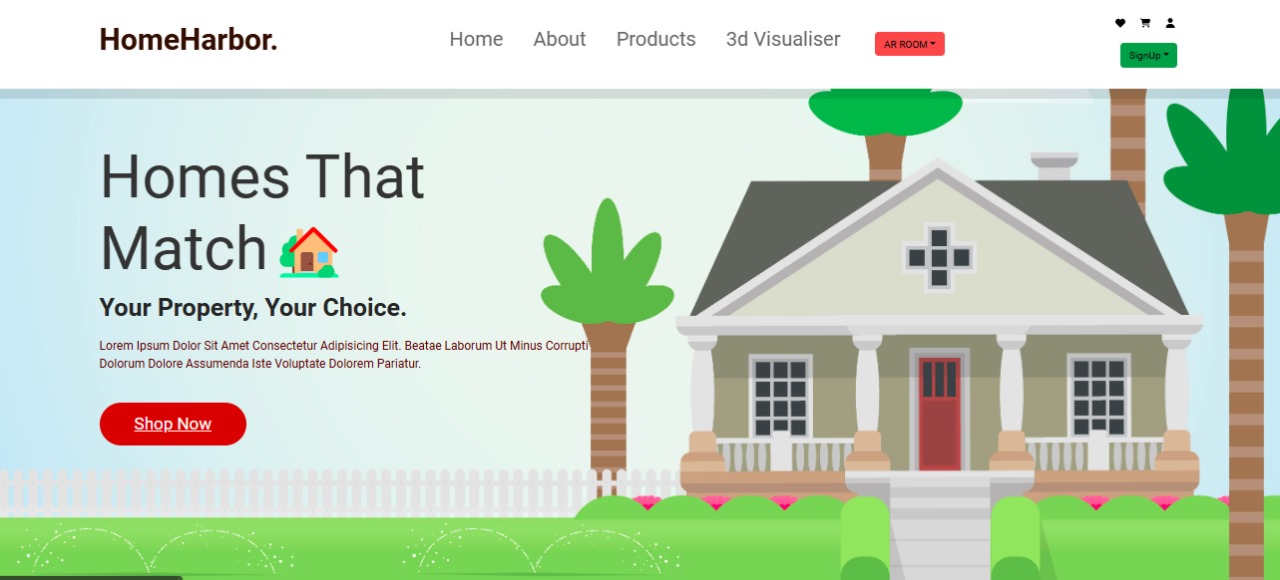 HomeHarbor.
Home About Products 3d Visualiser AR ROOM
SignUp
Homes That
Match
Your Property, Your Choice.
Lorem Ipsum Dolor Sit Amet Consectetur Adipisicing Elit. Beatae Laborum Ut Minus Corrupti
Dolorum Dolore Assumenda Iste Voluptate Dolorem Pariatur.
Shop Now